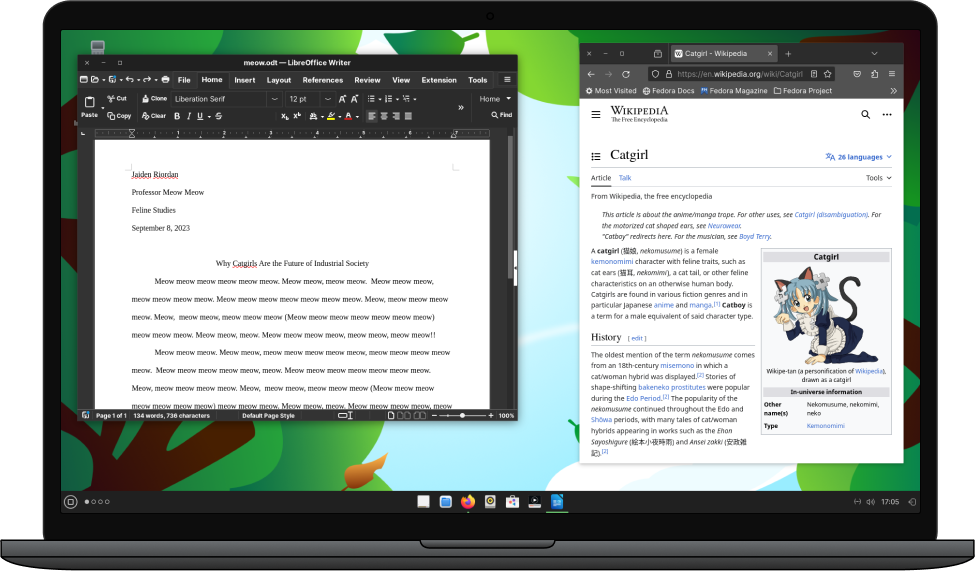 meow.odt — LibreOffice Writer
File Home Insert Layout References Review View Extension Tools
Paste
Cut
Copy
Clone
Clear
Liberation Serif
12 pt
Home
Find
1 2 3 4 5 6 7
Jaiden Riordan
Professor Meow Meow
Feline Studies
September 8, 2023
Why Catgirls Are the Future of Industrial Society
Meow meow meow meow meow meow. Meow meow, meow meow. Meow meow meow,
meow meow meow meow meow meow meow meow meow. Meow, meow meow meow
meow. Meow, meow meow, meow meow meow (Meow meow meow meow meow meow)
meow meow meow. Meow meow, meow. Meow meow meow meow meow, meow meow, meow meow!!
Meow meow meow. Meow meow, meow meow meow meow meow, meow meow meow meow
meow. Meow meow meow meow meow, meow. Meow meow meow meow meow meow meow.
Meow, meow meow meow meow. Meow, meow meow, meow meow meow (Meow meow
meow meow meow meow) meow meow meow. Meow meow, meow. Meow meow meow meow, meow
Page 1 of 1 134 words, 736 characters Default Page Style 100%
Catgirl - Wikipedia
https://en.wikipedia.org/wiki/Catgirl
Most Visited Fedora Docs Fedora Magazine Fedora Project
WIKIPEDIA
The Free Encyclopedia
Catgirl
26 languages
Article Talk Tools
From Wikipedia, the free encyclopedia
This article is about the anime/manga trope. For other uses, see Catgirl (disambiguation). For
the motorized cat shaped ears, see Neurowear.
"Catboy" redirects here. For the musician, see Boyd Terry.
A catgirl (猫娘, nekomusume) is a female
kemonomimi character with feline traits, such as
cat ears (猫耳, nekomimi), a cat tail, or other feline
characteristics on an otherwise human body.
Catgirls are found in various fiction genres and in
particular Japanese anime and manga.[1] Catboy is
a term for a male equivalent of said character type.
Catgirl
Wikipe-tan (a personification of Wikipedia),
drawn as a catgirl
In-universe information
Other name(s) Nekomusume, nekomimi, neko
Type Kemonomimi
History [ edit ]
The oldest mention of the term nekomusume comes
from an 18th-century misemono in which a
cat/woman hybrid was displayed.[2] Stories of
shape-shifting bakeneko prostitutes were popular
during the Edo Period.[2] The popularity of the
nekomusume continued throughout the Edo and
Shōwa periods, with many tales of cat/woman
hybrids appearing in works such as the Ehon
Sayoshigure (絵本小夜時雨) and Ansei zakki (安政雑
記).[2]
17:05